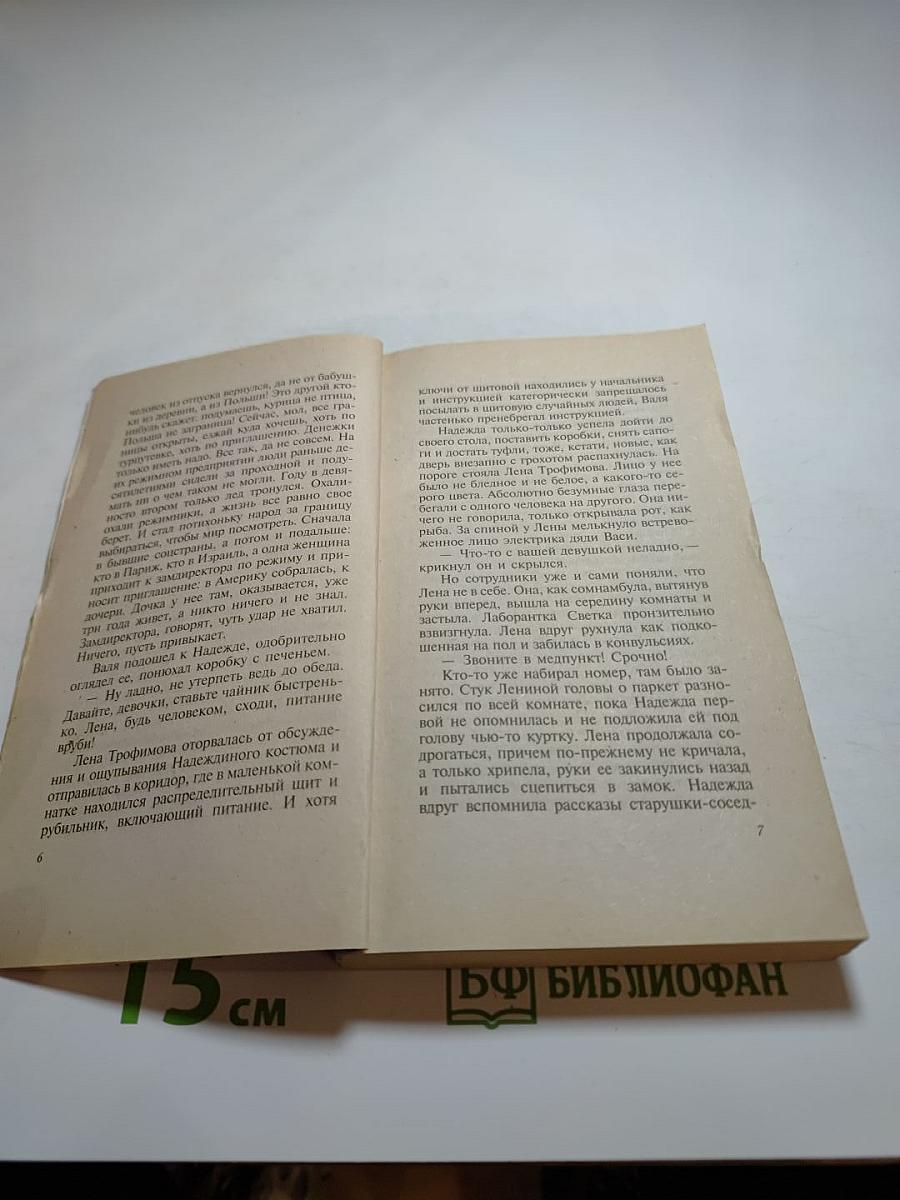 человек из отпуска вернулся, да не от бабуш-
ки из деревни, а из Польши! Это другой кто-
нибудь скажет: подумаешь, курица не птица,
Польша не заграница! Сейчас, мол, все гра-
ницы открыты, езжай куда хочешь, хоть по
турпутевке, хоть по приглашению. Денежки
только иметь надо. Все так, да не совсем. На
их режимном предприятии люди раньше де-
сятилетиями сидели за проходной и поду-
мать ни о чем таком не могли. Году в девя-
носто втором только лед тронулся. Охали-
охали режимники, а жизнь все равно свое
берет. И стал потихоньку народ за границу
выбираться, чтобы мир посмотреть. Сначала
в бывшие соцстраны, а потом и подальше:
кто в Париж, кто в Израиль, а одна женщина
приходит к замдиректора по режиму и при-
носит приглашение: в Америку собралась, к
дочери. Дочка у нее там, оказывается, уже
три года живет, а никто ничего и не знал.
Замдиректора, говорят, чуть удар не хватил.
Ничего, пусть привыкает.
Валя подошел к Надежде, одобрительно
оглядел ее, понюхал коробку с печеньем.
— Ну ладно, не утерпеть ведь до обеда.
Давайте, девочки, ставьте чайник быстрень-
ко. Лена, будь человеком, сходи, питание
вруби!
Лена Трофимова оторвалась от обсужде-
ния и ощупывания Надеждиного костюма и
отправилась в коридор, где в маленькой ком-
натке находился распределительный щит и
рубильник, включающий питание. И хотя
6
ключи от щитовой находились у начальника
и инструкцией категорически запрещалось
посылать в щитовую случайных людей, Валя
частенько пренебрегал инструкцией.
Надежда только-только успела дойти до
своего стола, поставить коробки, снять сапо-
ги и достать туфли, тоже, кстати, новые, как
дверь внезапно с грохотом распахнулась. На
пороге стояла Лена Трофимова. Лицо у нее
было не бледное и не белое, а какого-то се-
рого цвета. Абсолютно безумные глаза пере-
бегали с одного человека на другого. Она ни-
чего не говорила, только открывала рот, как
рыба. За спиной у Лены мелькнуло встрево-
женное лицо электрика дяди Васи.
— Что-то с вашей девушкой неладно, —
крикнул он и скрылся.
Но сотрудники уже и сами поняли, что
Лена не в себе. Она, как сомнамбула, вытянув
руки вперед, вышла на середину комнаты и
застыла. Лаборантка Светка пронзительно
взвизгнула. Лена вдруг рухнула как подко-
шенная на пол и забилась в конвульсиях.
— Звоните в медпункт! Срочно!
Кто-то уже набирал номер, там было за-
нято. Стук Лениной головы о паркет разно-
сился по всей комнате, пока Надежда пер-
вой не опомнилась и не подложила ей под
голову чью-то куртку. Лена продолжала со-
дрогаться, причем по-прежнему не кричала,
а только хрипела, руки ее закинулись назад
и пытались сцепиться в замок. Надежда
вдруг вспомнила рассказы старушки-сосед-
7
15 см
БФ БИБЛИОФАН